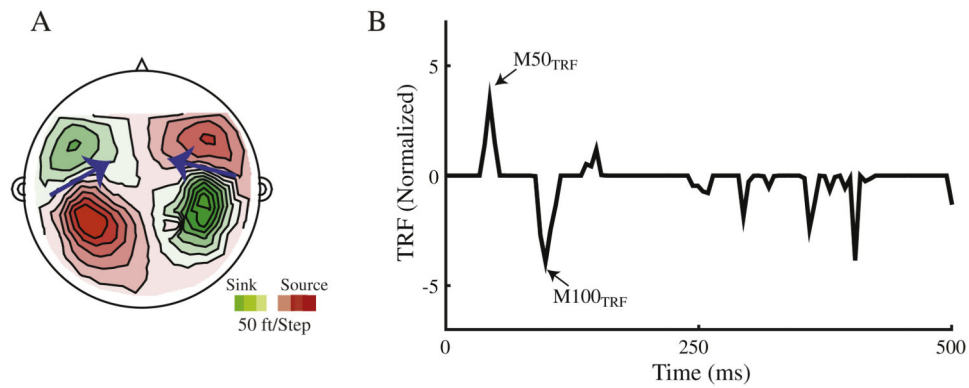 A
B
M50TRF
5
TRF (Normalized)
0
Sink Source
50 ft/Step
-5
M100TRF
0
250
500
Time (ms)